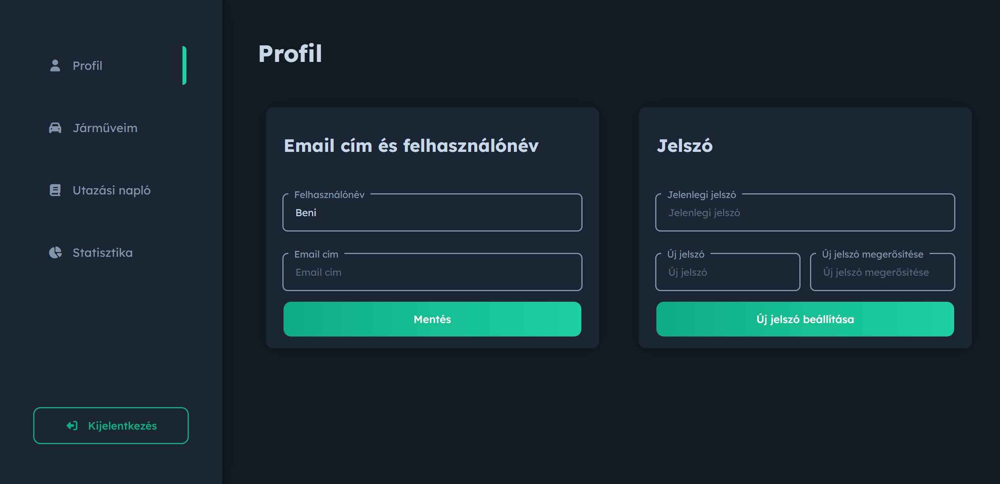 Profil
Járműveim
Utazási napló
Statisztika
Kijelentkezés
Profil
Email cím és felhasználónév
Felhasználónév
Beni
Email cím
Email cím
Mentés
Jelszó
Jelenlegi jelszó
Jelenlegi jelszó
Új jelszó
Új jelszó
Új jelszó megerősítése
Új jelszó megerősítése
Új jelszó beállítása